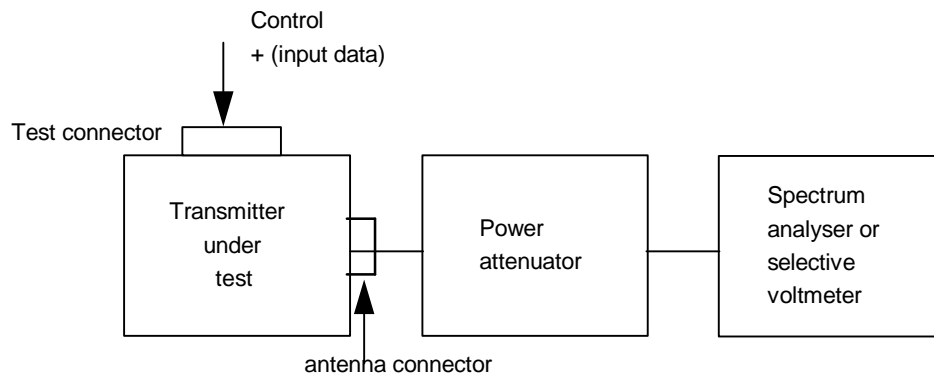 Control
+ (input data)
Test connector
Transmitter
under
test
Power
attenuator
Spectrum
analyser or
selective
voltmeter
antenna connector